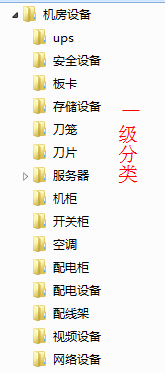 机房设备
ups
安全设备
板卡
存储设备
刀笼
刀片
服务器
机柜
开关柜
空调
配电柜
配电设备
配线架
视频设备
网络设备
一级分类